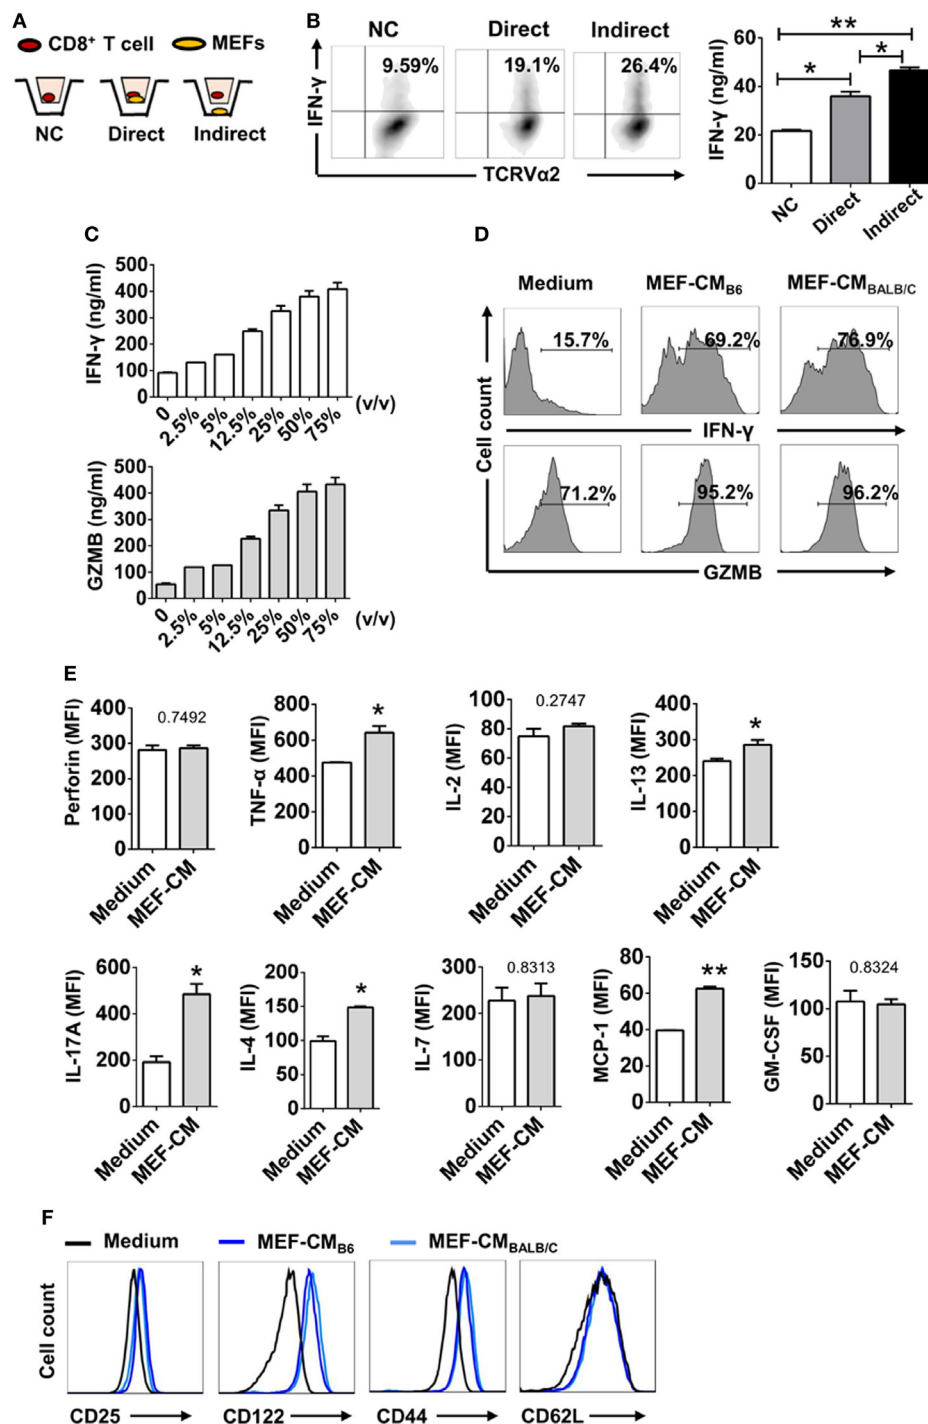 A
CD8⁺ T cell MEFs
NC Direct Indirect
B
NC Direct Indirect
9.59% 19.1% 26.4%
IFN-γ
TCRVα2
IFN-γ (ng/ml)
60
40
20
0
** * *
NC Direct Indirect
C
IFN-γ (ng/ml)
500
400
300
200
100
0
0 2.5% 5% 12.5% 25% 50% 75% (v/v)
GZMB (ng/ml)
500
400
300
200
100
0
0 2.5% 5% 12.5% 25% 50% 75% (v/v)
D
Medium MEF-CM_B6 MEF-CM_BALB/C
15.7% 69.2% 76.9%
Cell count
IFN-γ
71.2% 95.2% 96.2%
GZMB
E
Perforin (MFI)
400
300
200
100
0
0.7492
Medium MEF-CM
TNF-α (MFI)
800
600
400
200
0
*
Medium MEF-CM
IL-2 (MFI)
100
80
60
40
20
0
0.2747
Medium MEF-CM
IL-13 (MFI)
400
300
200
100
0
*
Medium MEF-CM
IL-17A (MFI)
600
400
200
0
*
Medium MEF-CM
IL-4 (MFI)
200
150
100
50
0
*
Medium MEF-CM
IL-7 (MFI)
300
200
100
0
0.8313
Medium MEF-CM
MCP-1 (MFI)
80
60
40
20
0
**
Medium MEF-CM
GM-CSF (MFI)
150
100
50
0
0.8324
Medium MEF-CM
F
Medium MEF-CM_B6 MEF-CM_BALB/C
Cell count
CD25 CD122 CD44 CD62L